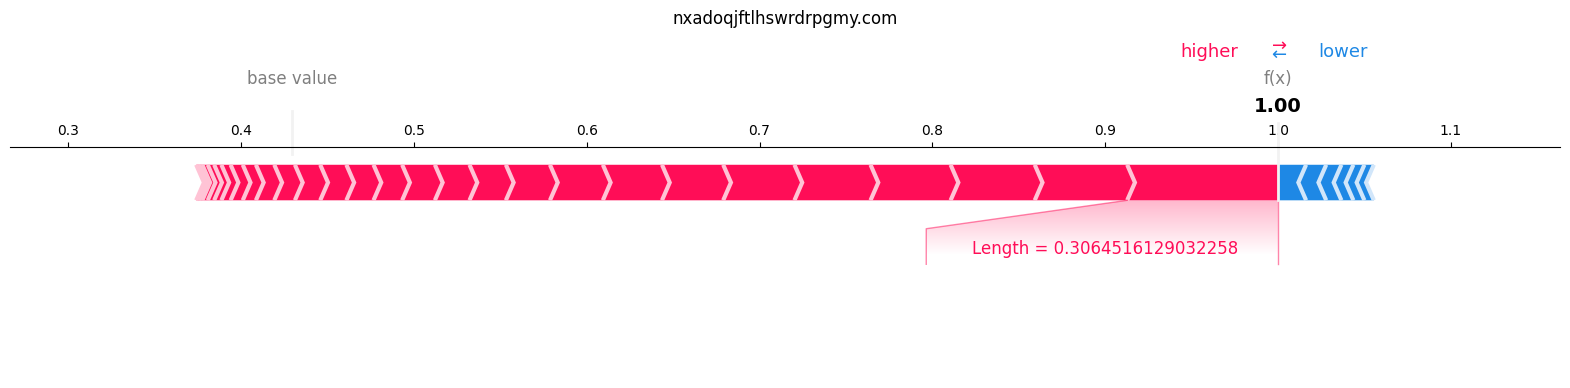 nxadoqjftlhswrdrpgmy.com
higher ⇄ lower
base value f(x)
1.00
0.3 0.4 0.5 0.6 0.7 0.8 0.9 1.0 1.1
Length = 0.3064516129032258